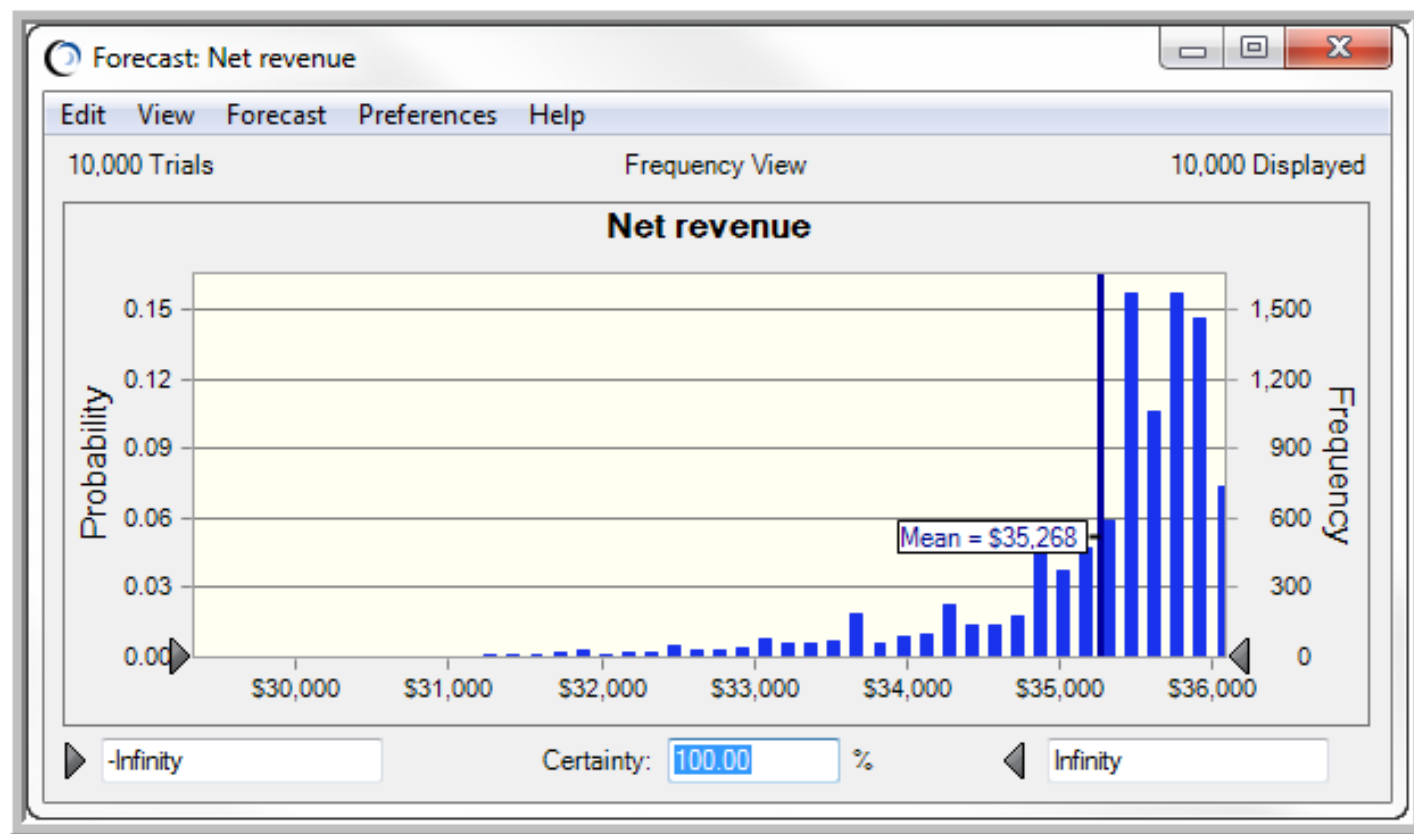 Forecast: Net revenue
Edit View Forecast Preferences Help
10,000 Trials Frequency View 10,000 Displayed
Net revenue
Probability
0.15
0.12
0.09
0.06
0.03
0.00
Mean = $35,268
1,500
1,200
900
600
300
0
Frequency
$30,000 $31,000 $32,000 $33,000 $34,000 $35,000 $36,000
-Infinity Certainty: 100.00 % Infinity